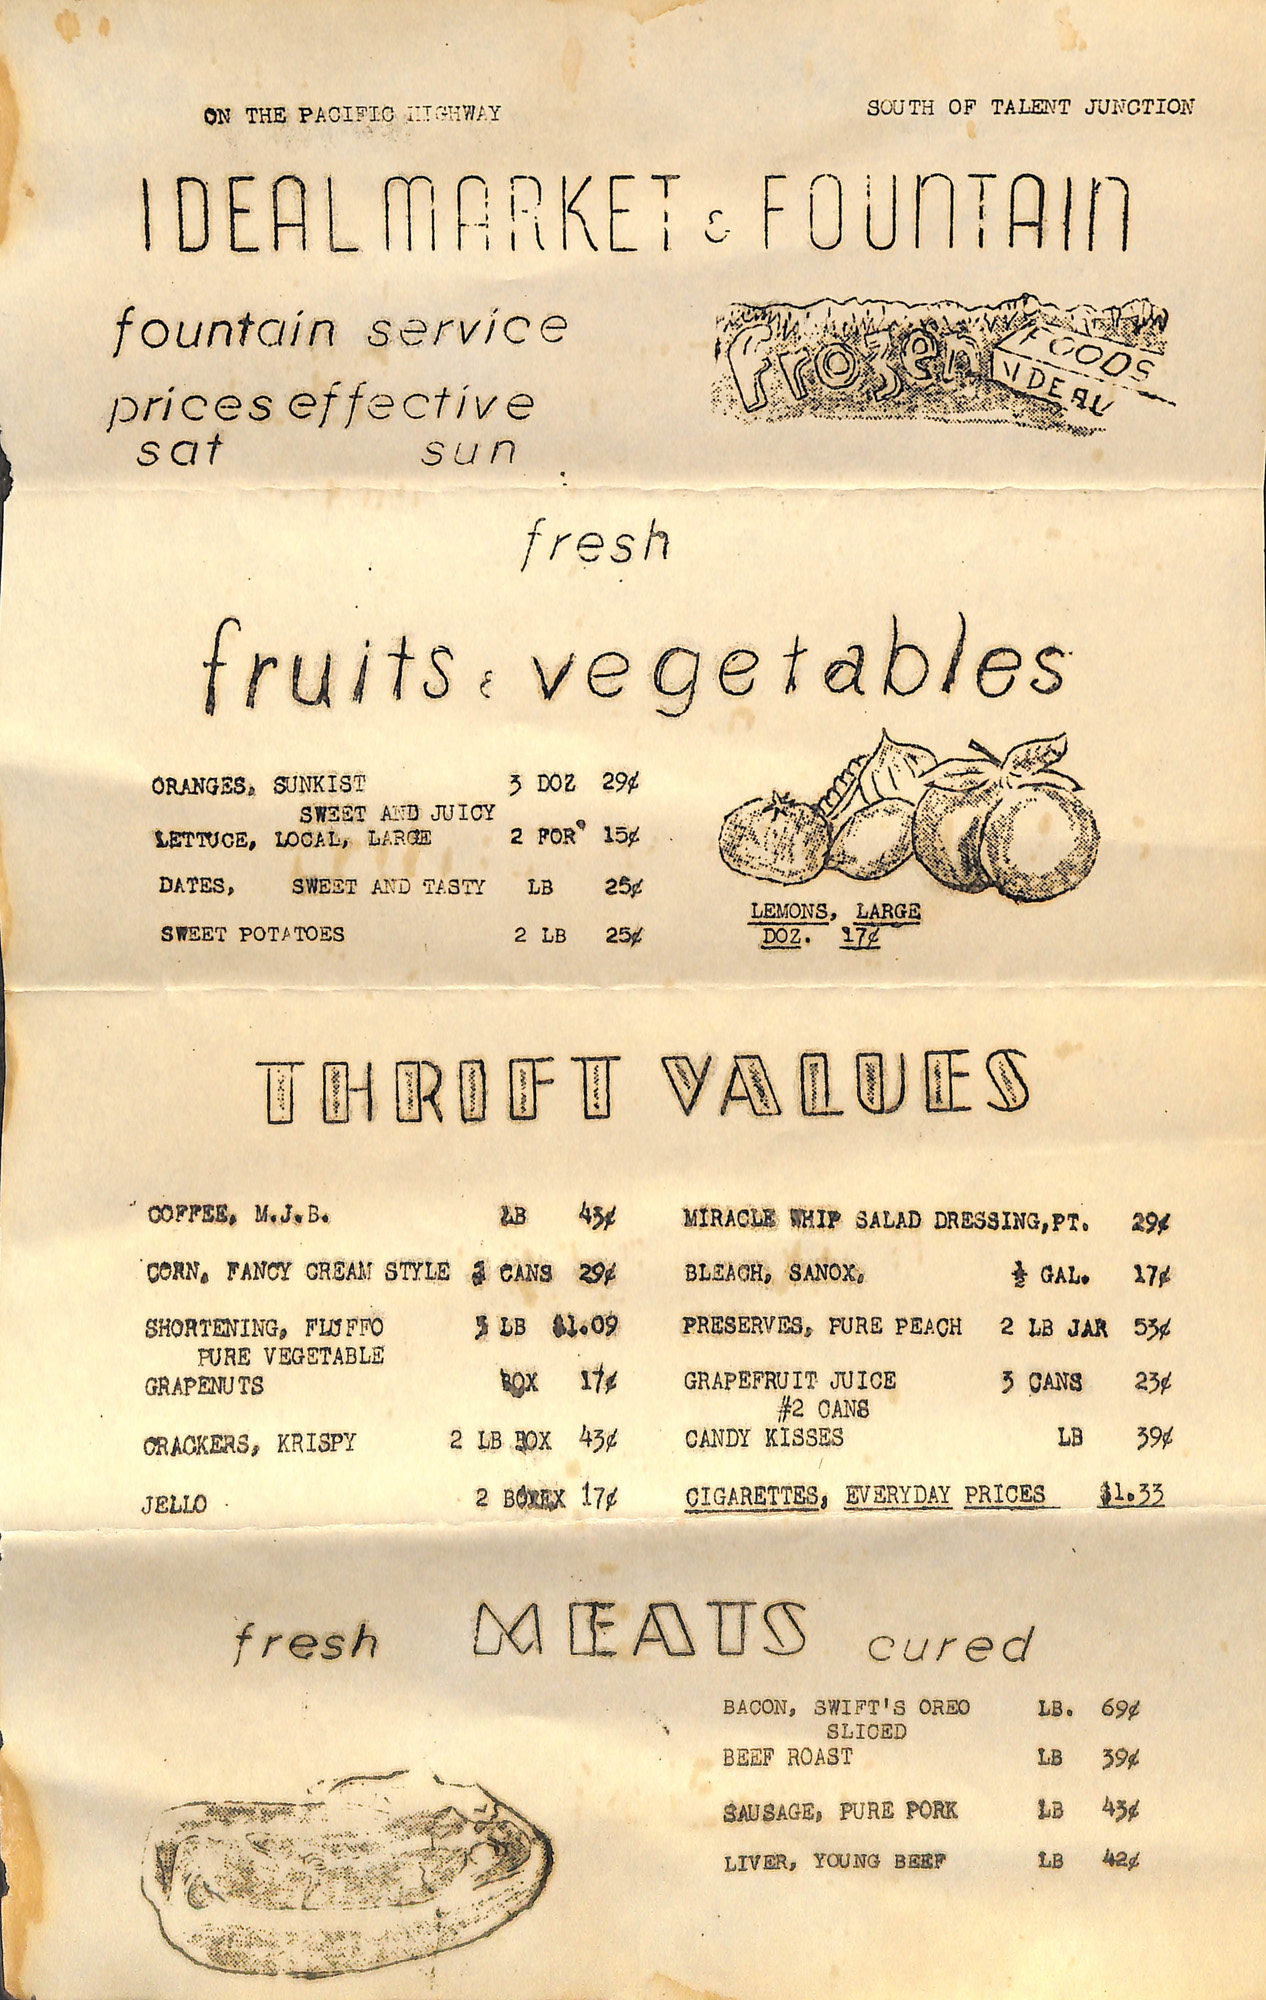 ON THE PACIFIC HIGHWAY SOUTH OF TALENT JUNCTION
IDEAL MARKET & FOUNTAIN
fountain service
frozen FOODS
IDEAL
prices effective
sat sun
fresh
fruits & vegetables
ORANGES, SUNKIST 3 DOZ 29¢
SWEET AND JUICY
LETTUCE, LOCAL, LARGE 2 FOR 15¢
DATES, SWEET AND TASTY LB 25¢
SWEET POTATOES 2 LB 25¢
LEMONS, LARGE
DOZ. 17¢
THRIFT VALUES
COFFEE, M.J.B. LB 43¢
CORN, FANCY CREAM STYLE 2 CANS 29¢
SHORTENING, FLUFFO 3 LB $1.09
PURE VEGETABLE
GRAPENUTS BOX 17¢
CRACKERS, KRISPY 2 LB BOX 43¢
JELLO 2 BOXEX 17¢
MIRACLE WHIP SALAD DRESSING,PT. 29¢
BLEACH, SANOX, ½ GAL. 17¢
PRESERVES, PURE PEACH 2 LB JAR 53¢
GRAPEFRUIT JUICE 3 CANS 23¢
#2 CANS
CANDY KISSES LB 39¢
CIGARETTES, EVERYDAY PRICES $1.33
fresh MEATS cured
BACON, SWIFT'S OREO LB. 69¢
SLICED
BEEF ROAST LB 39¢
SAUSAGE, PURE PORK LB 43¢
LIVER, YOUNG BEEF LB 42¢